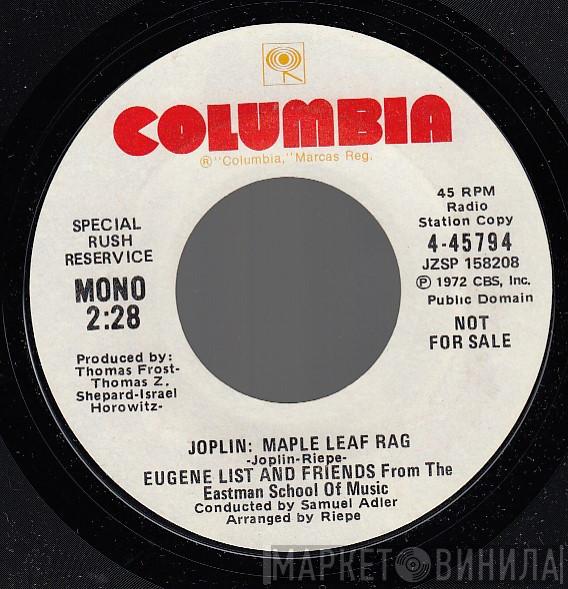 COLUMBIA
®"Columbia," Marcas Reg.
SPECIAL
RUSH
RESERVICE
MONO
2:28
Produced by:
Thomas Frost-
Thomas Z.
Shepard-Israel
Horowitz-
45 RPM
Radio
Station Copy
4-45794
JZSP 158208
℗ 1972 CBS, Inc.
Public Domain
NOT
FOR SALE
JOPLIN: MAPLE LEAF RAG
-Joplin-Riepe-
EUGENE LIST AND FRIENDS From The
Eastman School Of Music
Conducted by Samuel Adler
Arranged by Riepe
МАРКЕТ ВИНИЛА